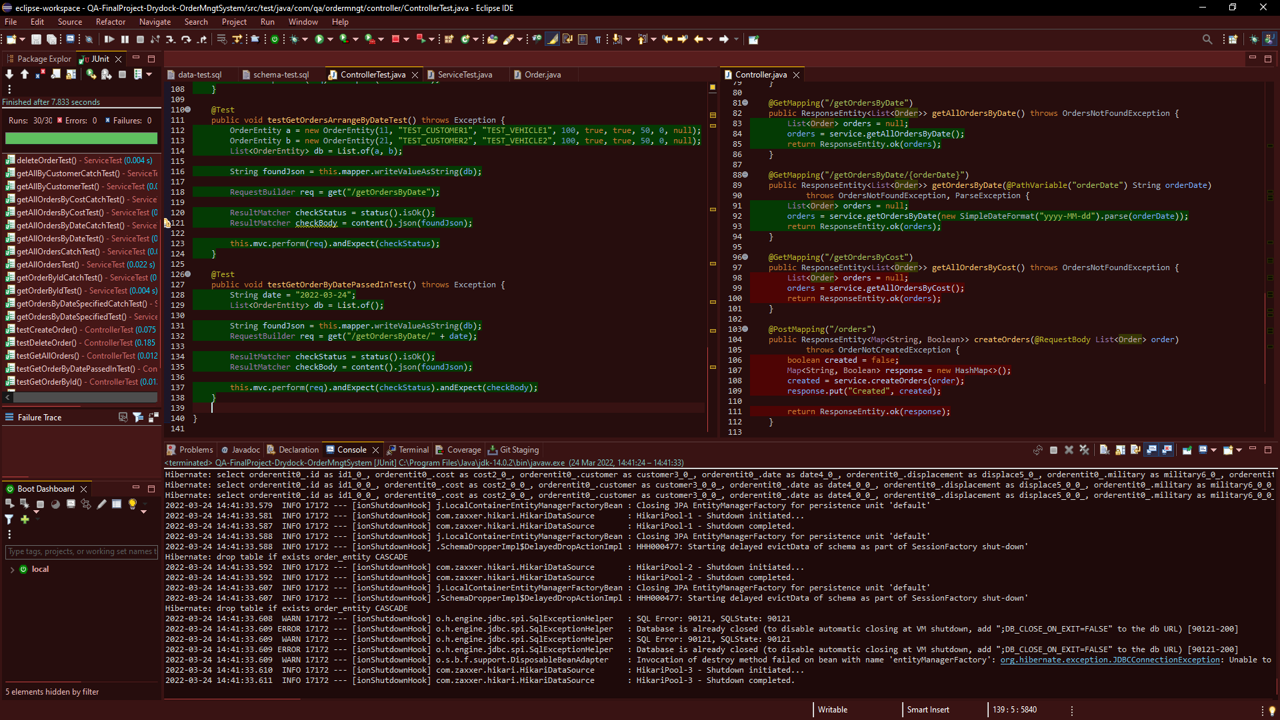 eclipse-workspace - QA-FinalProject-Drydock-OrderMngtSystem/src/test/java/com/qa/ordermngt/controller/ControllerTest.java - Eclipse IDE
File Edit Source Refactor Navigate Search Project Run Window Help
Package Explor JUnit
Finished after 7.833 seconds
Runs: 30/30 Errors: 0 Failures: 0
deleteOrderTest() - ServiceTest (0.004 s)
getAllByCustomerCatchTest() - ServiceTest
getAllByCustomerTest() - ServiceTest
getAllOrdersByCostCatchTest() - ServiceTest
getAllOrdersByCostTest() - ServiceTest
getAllOrdersByDateCatchTest() - ServiceTest
getAllOrdersByDateTest() - ServiceTest
getAllOrdersCatchTest() - ServiceTest
getAllOrdersTest() - ServiceTest (0.022 s)
getOrderByIdCatchTest() - ServiceTest
getOrderByIdTest() - ServiceTest (0.004 s)
getOrdersByDateSpecifiedCatchTest() -
getOrdersByDateSpecifiedTest() - ServiceTest
testCreateOrder() - ControllerTest (0.075
testDeleteOrder() - ControllerTest (0.185
testGetAllOrders() - ControllerTest (0.012
testGetOrderByDatePassedInTest() - ControllerTest
testGetOrderById() - ControllerTest (0.01
Failure Trace
Boot Dashboard
Type tags, projects, or working set names
local
5 elements hidden by filter
data-test.sql schema-test.sql ControllerTest.java ServiceTest.java Order.java
108 }
109
110 @Test
111 public void testGetOrdersArrangeByDateTest() throws Exception {
112 OrderEntity a = new OrderEntity(1l, "TEST_CUSTOMER1", "TEST_VEHICLE1", 100, true, true, 50, 0, null);
113 OrderEntity b = new OrderEntity(2l, "TEST_CUSTOMER2", "TEST_VEHICLE2", 100, true, true, 50, 0, null);
114 List<OrderEntity> db = List.of(a, b);
115
116 String foundJson = this.mapper.writeValueAsString(db);
117
118 RequestBuilder req = get("/getOrdersByDate");
119
120 ResultMatcher checkStatus = status().isOk();
121 ResultMatcher checkBody = content().json(foundJson);
122
123 this.mvc.perform(req).andExpect(checkStatus);
124 }
125
126 @Test
127 public void testGetOrderByDatePassedInTest() throws Exception {
128 String date = "2022-03-24";
129 List<OrderEntity> db = List.of();
130
131 String foundJson = this.mapper.writeValueAsString(db);
132 RequestBuilder req = get("/getOrdersByDate/" + date);
133
134 ResultMatcher checkStatus = status().isOk();
135 ResultMatcher checkBody = content().json(foundJson);
136
137 this.mvc.perform(req).andExpect(checkStatus).andExpect(checkBody);
138 }
139
140 }
141
Controller.java
79 }
80
81 @GetMapping("/getOrdersByDate")
82 public ResponseEntity<List<Order>> getAllOrdersByDate() throws OrdersNotFoundException {
83 List<Order> orders = null;
84 orders = service.getAllOrdersByDate();
85 return ResponseEntity.ok(orders);
86 }
87
88 @GetMapping("/getOrdersByDate/{orderDate}")
89 public ResponseEntity<List<Order>> getOrdersByDate(@PathVariable("orderDate") String orderDate)
90 throws OrdersNotFoundException, ParseException {
91 List<Order> orders = null;
92 orders = service.getOrdersByDate(new SimpleDateFormat("yyyy-MM-dd").parse(orderDate));
93 return ResponseEntity.ok(orders);
94 }
95
96 @GetMapping("/getOrdersByCost")
97 public ResponseEntity<List<Order>> getAllOrdersByCost() throws OrdersNotFoundException {
98 List<Order> orders = null;
99 orders = service.getAllOrdersByCost();
100 return ResponseEntity.ok(orders);
101 }
102
103 @PostMapping("/orders")
104 public ResponseEntity<Map<String, Boolean>> createOrders(@RequestBody List<Order> order)
105 throws OrderNotCreatedException {
106 boolean created = false;
107 Map<String, Boolean> response = new HashMap<>();
108 created = service.createOrders(order);
109 response.put("Created", created);
110
111 return ResponseEntity.ok(response);
112 }
113
Problems Javadoc Declaration Console Terminal Coverage Git Staging
<terminated> QA-FinalProject-Drydock-OrderMngtSystem [JUnit] C:\Program Files\Java\jdk-14.0.2\bin\javaw.exe (24 Mar 2022, 14:41:24 – 14:41:33)
Hibernate: select orderentit0_.id as id1_0_, orderentit0_.cost as cost2_0_, orderentit0_.customer as customer3_0_, orderentit0_.date as date4_0_, orderentit0_.displacement as displace5_0_, orderentit0_.military as military6_0_, orderentit0
Hibernate: select orderentit0_.id as id1_0_0_, orderentit0_.cost as cost2_0_0_, orderentit0_.customer as customer3_0_0_, orderentit0_.date as date4_0_0_, orderentit0_.displacement as displace5_0_0_, orderentit0_.military as military6_0_0_
Hibernate: select orderentit0_.id as id1_0_0_, orderentit0_.cost as cost2_0_0_, orderentit0_.customer as customer3_0_0_, orderentit0_.date as date4_0_0_, orderentit0_.displacement as displace5_0_0_, orderentit0_.military as military6_0_0_
2022-03-24 14:41:33.579 INFO 17172 --- [ionShutdownHook] j.LocalContainerEntityManagerFactoryBean : Closing JPA EntityManagerFactory for persistence unit 'default'
2022-03-24 14:41:33.581 INFO 17172 --- [ionShutdownHook] com.zaxxer.hikari.HikariDataSource : HikariPool-1 - Shutdown initiated...
2022-03-24 14:41:33.588 INFO 17172 --- [ionShutdownHook] com.zaxxer.hikari.HikariDataSource : HikariPool-1 - Shutdown completed.
2022-03-24 14:41:33.588 INFO 17172 --- [ionShutdownHook] j.LocalContainerEntityManagerFactoryBean : Closing JPA EntityManagerFactory for persistence unit 'default'
2022-03-24 14:41:33.588 INFO 17172 --- [ionShutdownHook] .SchemaDropperImpl$DelayedDropActionImpl : HHH000477: Starting delayed evictData of schema as part of SessionFactory shut-down'
Hibernate: drop table if exists order_entity CASCADE
2022-03-24 14:41:33.592 INFO 17172 --- [ionShutdownHook] com.zaxxer.hikari.HikariDataSource : HikariPool-2 - Shutdown initiated...
2022-03-24 14:41:33.607 INFO 17172 --- [ionShutdownHook] com.zaxxer.hikari.HikariDataSource : HikariPool-2 - Shutdown completed.
2022-03-24 14:41:33.607 INFO 17172 --- [ionShutdownHook] j.LocalContainerEntityManagerFactoryBean : Closing JPA EntityManagerFactory for persistence unit 'default'
2022-03-24 14:41:33.607 INFO 17172 --- [ionShutdownHook] .SchemaDropperImpl$DelayedDropActionImpl : HHH000477: Starting delayed evictData of schema as part of SessionFactory shut-down'
Hibernate: drop table if exists order_entity CASCADE
2022-03-24 14:41:33.608 WARN 17172 --- [ionShutdownHook] o.h.engine.jdbc.spi.SqlExceptionHelper : SQL Error: 90121, SQLState: 90121
2022-03-24 14:41:33.609 ERROR 17172 --- [ionShutdownHook] o.h.engine.jdbc.spi.SqlExceptionHelper : Database is already closed (to disable automatic closing at VM shutdown, add ";DB_CLOSE_ON_EXIT=FALSE" to the db URL) [90121-200]
2022-03-24 14:41:33.609 WARN 17172 --- [ionShutdownHook] o.h.engine.jdbc.spi.SqlExceptionHelper : SQL Error: 90121, SQLState: 90121
2022-03-24 14:41:33.609 ERROR 17172 --- [ionShutdownHook] o.h.engine.jdbc.spi.SqlExceptionHelper : Database is already closed (to disable automatic closing at VM shutdown, add ";DB_CLOSE_ON_EXIT=FALSE" to the db URL) [90121-200]
2022-03-24 14:41:33.609 WARN 17172 --- [ionShutdownHook] o.s.b.f.support.DisposableBeanAdapter : Invocation of destroy method failed on bean with name 'entityManagerFactory': org.hibernate.exception.JDBCConnectionException: Unable to
2022-03-24 14:41:33.610 INFO 17172 --- [ionShutdownHook] com.zaxxer.hikari.HikariDataSource : HikariPool-3 - Shutdown initiated...
2022-03-24 14:41:33.611 INFO 17172 --- [ionShutdownHook] com.zaxxer.hikari.HikariDataSource : HikariPool-3 - Shutdown completed.
Writable Smart Insert 139 : 5 : 5840